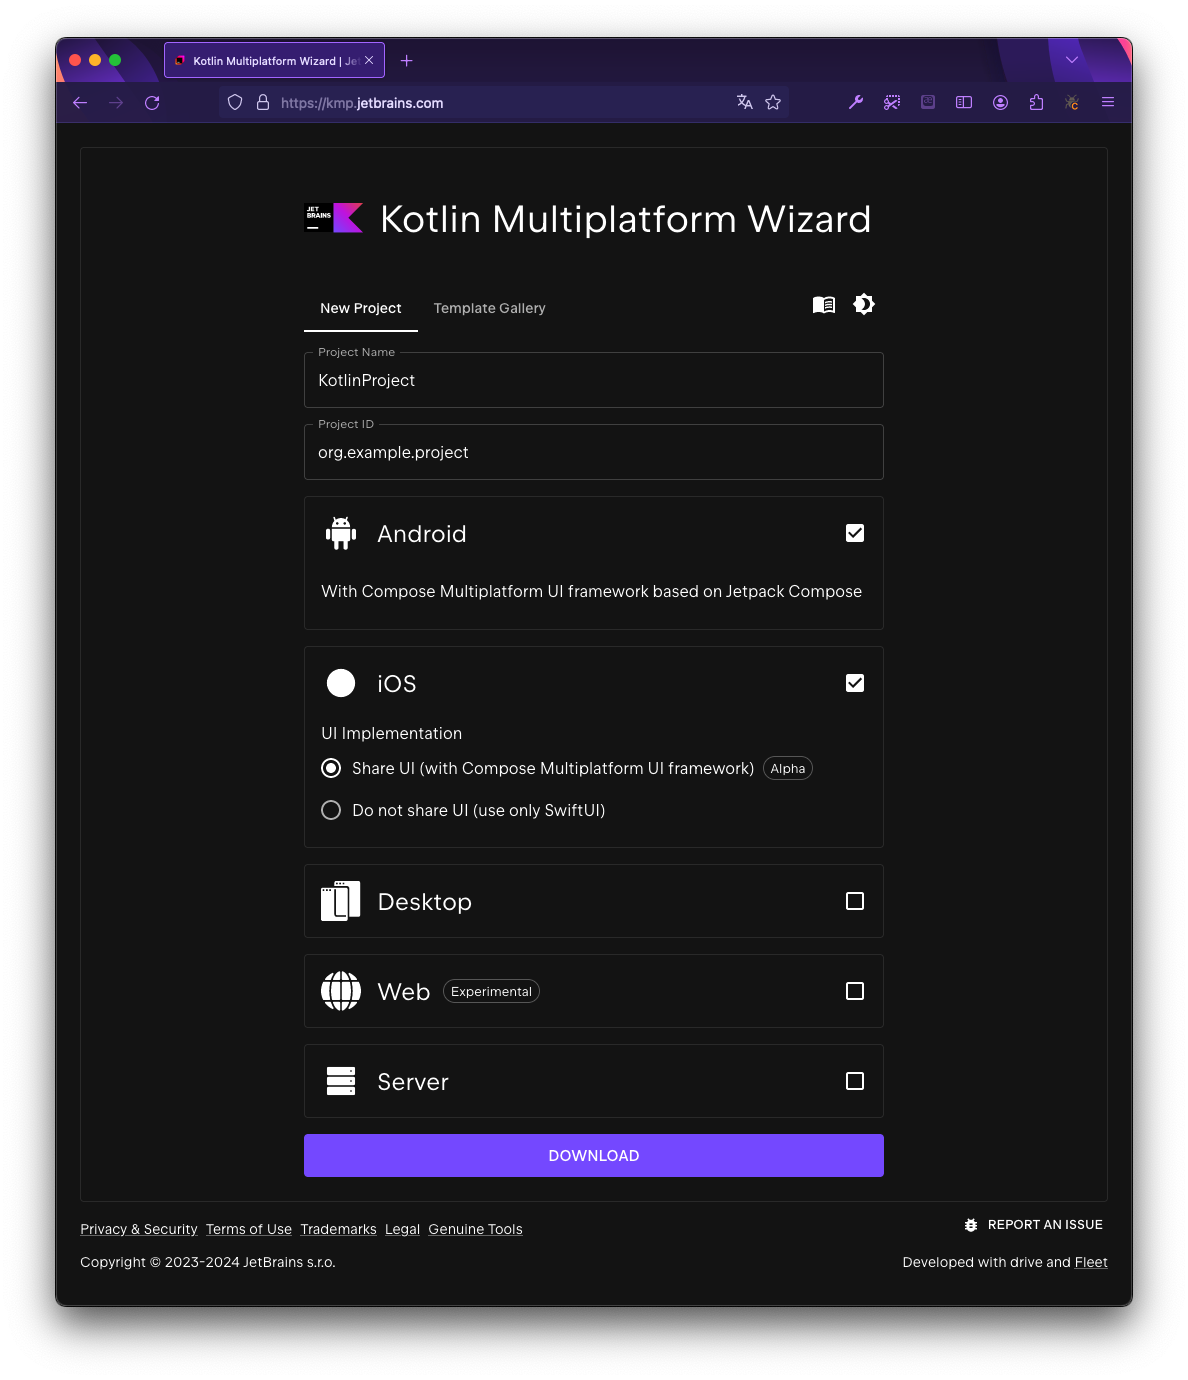 Kotlin Multiplatform Wizard | Je
https://kmp.jetbrains.com
JET
BRAINS
Kotlin Multiplatform Wizard
New Project
Template Gallery
Project Name
KotlinProject
Project ID
org.example.project
Android
With Compose Multiplatform UI framework based on Jetpack Compose
iOS
UI Implementation
Share UI (with Compose Multiplatform UI framework) Alpha
Do not share UI (use only SwiftUI)
Desktop
Web Experimental
Server
DOWNLOAD
Privacy & Security Terms of Use Trademarks Legal Genuine Tools
REPORT AN ISSUE
Copyright © 2023-2024 JetBrains s.r.o.
Developed with drive and Fleet